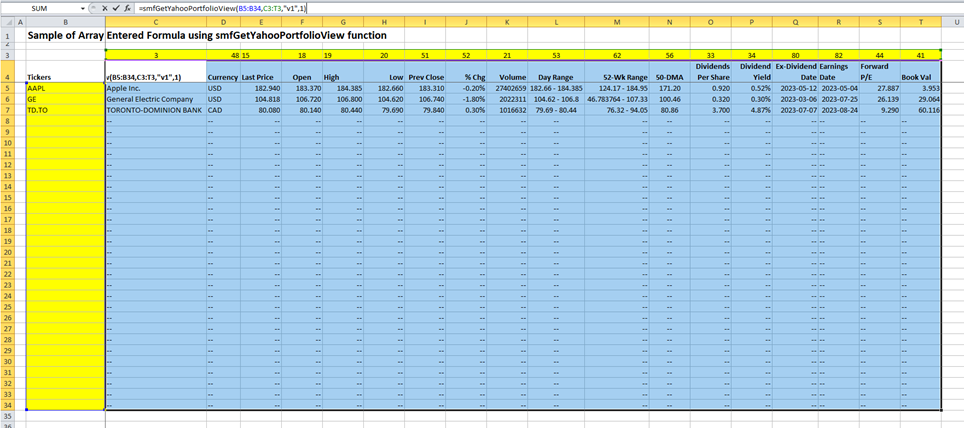 SUM =smfGetYahooPortfolioView(B5:B34,C3:T3,"v1",1)
A B C D E F G H I J K L M N O P Q R S T U
1 Sample of Array Entered Formula using smfGetYahooPortfolioView function
2
3 3 48 15 18 19 20 51 52 21 53 62 56 33 34 80 82 44 41
4 Tickers r(B5:B34,C3:T3,"v1",1) Currency Last Price Open High Low Prev Close % Chg Volume Day Range 52-Wk Range 50-DMA Dividends Per Share Dividend Yield Ex-Dividend Date Earnings Date Forward P/E Book Val
5 AAPL Apple Inc. USD 182.940 183.370 184.385 182.660 183.310 -0.20% 27402659 182.66 - 184.385 124.17 - 184.95 171.20 0.920 0.52% 2023-05-12 2023-05-04 27.887 3.953
6 GE General Electric Company USD 104.818 106.720 106.800 104.620 106.740 -1.80% 2022311 104.62 - 106.8 46.783764 - 107.33 100.46 0.320 0.30% 2023-03-06 2023-07-25 26.139 29.064
7 TD.TO TORONTO-DOMINION BANK CAD 80.080 80.140 80.440 79.690 79.840 0.30% 1016632 79.69 - 80.44 76.32 - 94.05 80.86 3.700 4.87% 2023-07-07 2023-08-24 9.290 60.116
8 -- -- -- -- -- -- -- -- -- -- -- -- -- -- -- -- -- --
9 -- -- -- -- -- -- -- -- -- -- -- -- -- -- -- -- -- --
10 -- -- -- -- -- -- -- -- -- -- -- -- -- -- -- -- -- --
11 -- -- -- -- -- -- -- -- -- -- -- -- -- -- -- -- -- --
12 -- -- -- -- -- -- -- -- -- -- -- -- -- -- -- -- -- --
13 -- -- -- -- -- -- -- -- -- -- -- -- -- -- -- -- -- --
14 -- -- -- -- -- -- -- -- -- -- -- -- -- -- -- -- -- --
15 -- -- -- -- -- -- -- -- -- -- -- -- -- -- -- -- -- --
16 -- -- -- -- -- -- -- -- -- -- -- -- -- -- -- -- -- --
17 -- -- -- -- -- -- -- -- -- -- -- -- -- -- -- -- -- --
18 -- -- -- -- -- -- -- -- -- -- -- -- -- -- -- -- -- --
19 -- -- -- -- -- -- -- -- -- -- -- -- -- -- -- -- -- --
20 -- -- -- -- -- -- -- -- -- -- -- -- -- -- -- -- -- --
21 -- -- -- -- -- -- -- -- -- -- -- -- -- -- -- -- -- --
22 -- -- -- -- -- -- -- -- -- -- -- -- -- -- -- -- -- --
23 -- -- -- -- -- -- -- -- -- -- -- -- -- -- -- -- -- --
24 -- -- -- -- -- -- -- -- -- -- -- -- -- -- -- -- -- --
25 -- -- -- -- -- -- -- -- -- -- -- -- -- -- -- -- -- --
26 -- -- -- -- -- -- -- -- -- -- -- -- -- -- -- -- -- --
27 -- -- -- -- -- -- -- -- -- -- -- -- -- -- -- -- -- --
28 -- -- -- -- -- -- -- -- -- -- -- -- -- -- -- -- -- --
29 -- -- -- -- -- -- -- -- -- -- -- -- -- -- -- -- -- --
30 -- -- -- -- -- -- -- -- -- -- -- -- -- -- -- -- -- --
31 -- -- -- -- -- -- -- -- -- -- -- -- -- -- -- -- -- --
32 -- -- -- -- -- -- -- -- -- -- -- -- -- -- -- -- -- --
33 -- -- -- -- -- -- -- -- -- -- -- -- -- -- -- -- -- --
34 -- -- -- -- -- -- -- -- -- -- -- -- -- -- -- -- -- --
35
36